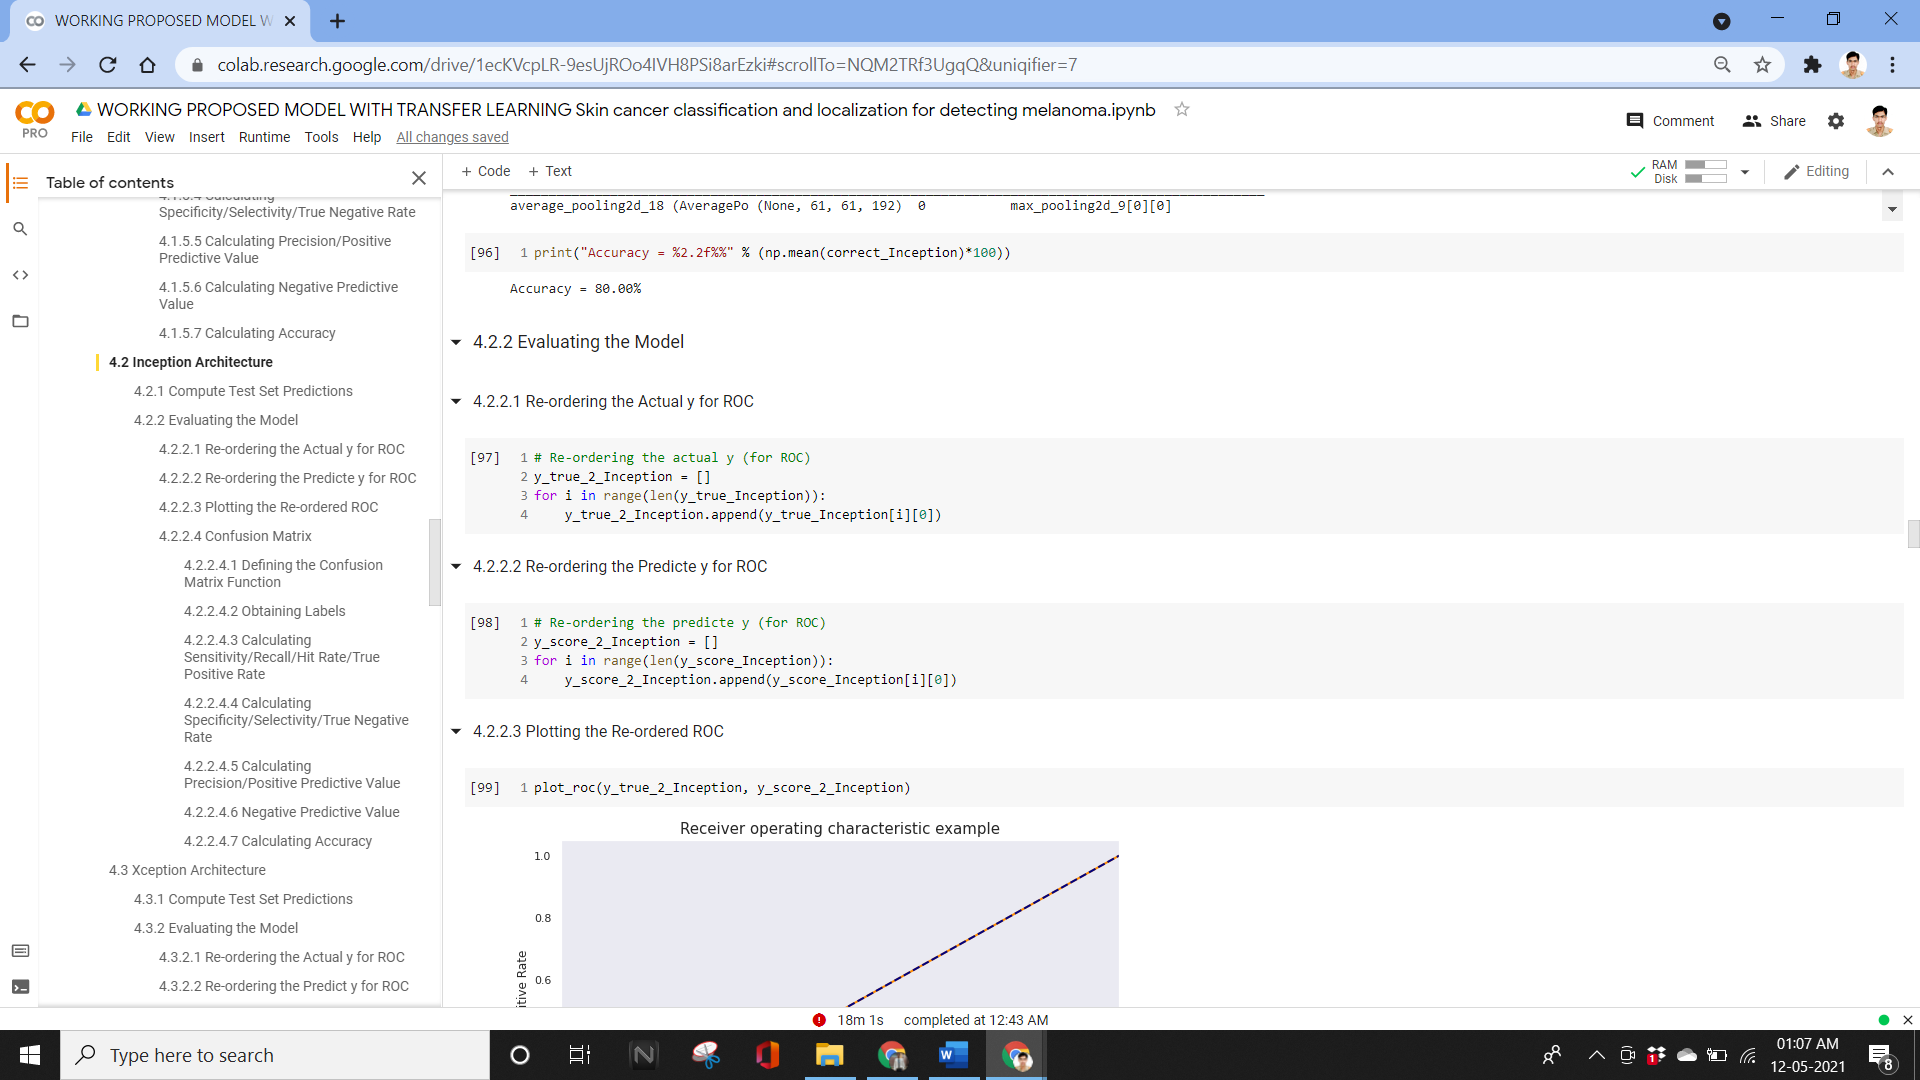 WORKING PROPOSED MODEL W
colab.research.google.com/drive/1ecKVcpLR-9esUjROo4IVH8PSi8arEzki#scrollTo=NQM2TRf3UgqQ&uniqifier=7
PRO
WORKING PROPOSED MODEL WITH TRANSFER LEARNING Skin cancer classification and localization for detecting melanoma.ipynb
File Edit View Insert Runtime Tools Help All changes saved
Comment Share
Table of contents
Specificity/Selectivity/True Negative Rate
4.1.5.5 Calculating Precision/Positive
Predictive Value
4.1.5.6 Calculating Negative Predictive
Value
4.1.5.7 Calculating Accuracy
4.2 Inception Architecture
4.2.1 Compute Test Set Predictions
4.2.2 Evaluating the Model
4.2.2.1 Re-ordering the Actual y for ROC
4.2.2.2 Re-ordering the Predicte y for ROC
4.2.2.3 Plotting the Re-ordered ROC
4.2.2.4 Confusion Matrix
4.2.2.4.1 Defining the Confusion
Matrix Function
4.2.2.4.2 Obtaining Labels
4.2.2.4.3 Calculating
Sensitivity/Recall/Hit Rate/True
Positive Rate
4.2.2.4.4 Calculating
Specificity/Selectivity/True Negative
Rate
4.2.2.4.5 Calculating
Precision/Positive Predictive Value
4.2.2.4.6 Negative Predictive Value
4.2.2.4.7 Calculating Accuracy
4.3 Xception Architecture
4.3.1 Compute Test Set Predictions
4.3.2 Evaluating the Model
4.3.2.1 Re-ordering the Actual y for ROC
4.3.2.2 Re-ordering the Predict y for ROC
+ Code + Text
RAM
Disk
Editing
average_pooling2d_18 (AveragePo (None, 61, 61, 192) 0 max_pooling2d_9[0][0]
[96] 1 print("Accuracy = %2.2f%%" % (np.mean(correct_Inception)*100))
Accuracy = 80.00%
4.2.2 Evaluating the Model
4.2.2.1 Re-ordering the Actual y for ROC
[97] 1 # Re-ordering the actual y (for ROC)
2 y_true_2_Inception = []
3 for i in range(len(y_true_Inception)):
4     y_true_2_Inception.append(y_true_Inception[i][0])
4.2.2.2 Re-ordering the Predicte y for ROC
[98] 1 # Re-ordering the predicte y (for ROC)
2 y_score_2_Inception = []
3 for i in range(len(y_score_Inception)):
4     y_score_2_Inception.append(y_score_Inception[i][0])
4.2.2.3 Plotting the Re-ordered ROC
[99] 1 plot_roc(y_true_2_Inception, y_score_2_Inception)
Receiver operating characteristic example
1.0
0.8
0.6
Rate
18m 1s completed at 12:43 AM
Type here to search
01:07 AM
12-05-2021
8